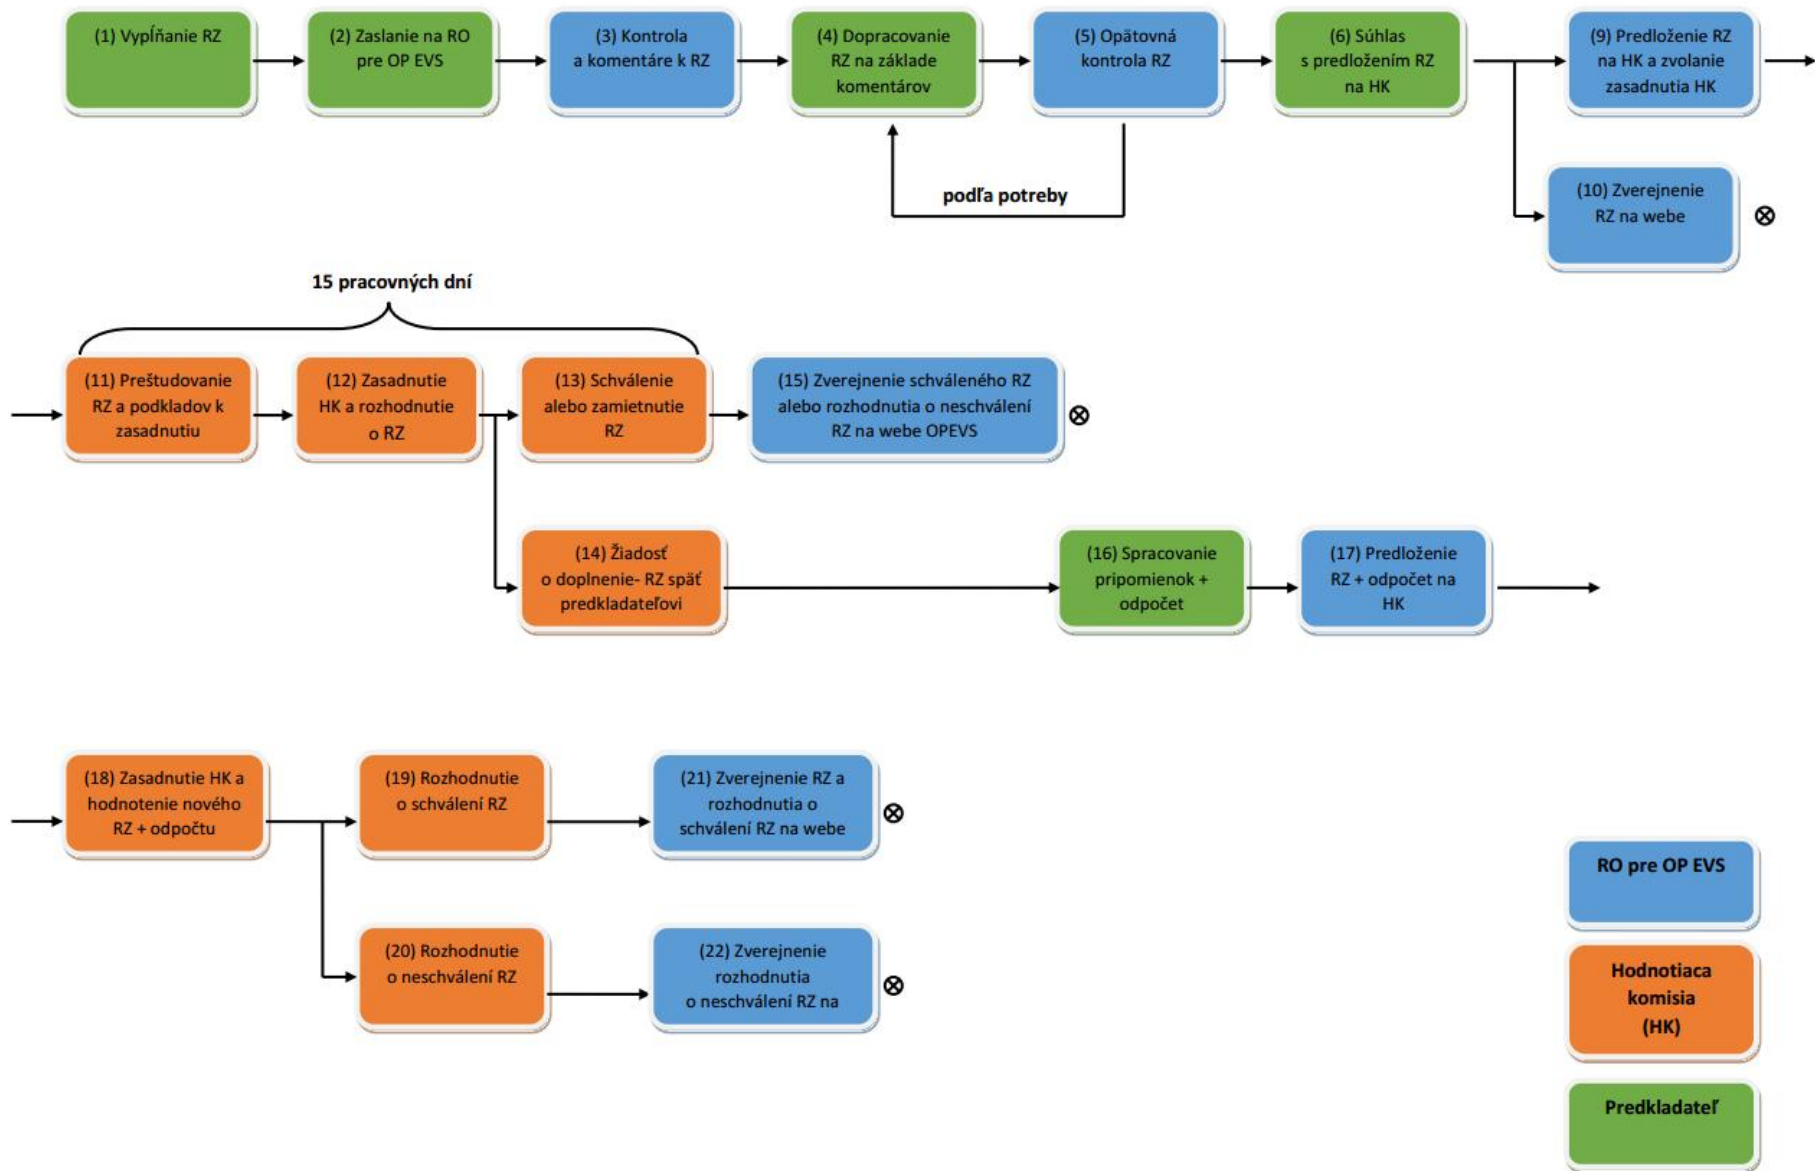 (1) Vypĺňanie RZ
(2) Zaslanie na RO
pre OP EVS
(3) Kontrola
a komentáre k RZ
(4) Dopracovanie
RZ na základe
komentárov
(5) Opätovná
kontrola RZ
(6) Súhlas
s predložením RZ
na HK
(9) Predloženie RZ
na HK a zvolanie
zasadnutia HK
podľa potreby
(10) Zverejnenie
RZ na webe
15 pracovných dní
(11) Preštudovanie
RZ a podkladov k
zasadnutiu
(12) Zasadnutie
HK a rozhodnutie
o RZ
(13) Schválenie
alebo zamietnutie
RZ
(15) Zverejnenie schváleného RZ
alebo rozhodnutia o neschválení
RZ na webe OPEVS
(14) Žiadosť
o doplnenie- RZ späť
predkladateľovi
(16) Spracovanie
pripomienok +
odpočet
(17) Predloženie
RZ + odpočet na
HK
(18) Zasadnutie HK a
hodnotenie nového
RZ + odpočtu
(19) Rozhodnutie
o schválení RZ
(21) Zverejnenie RZ a
rozhodnutia o
schválení RZ na webe
(20) Rozhodnutie
o neschválení RZ
(22) Zverejnenie
rozhodnutia
o neschválení RZ na
RO pre OP EVS
Hodnotiaca
komisia
(HK)
Predkladateľ